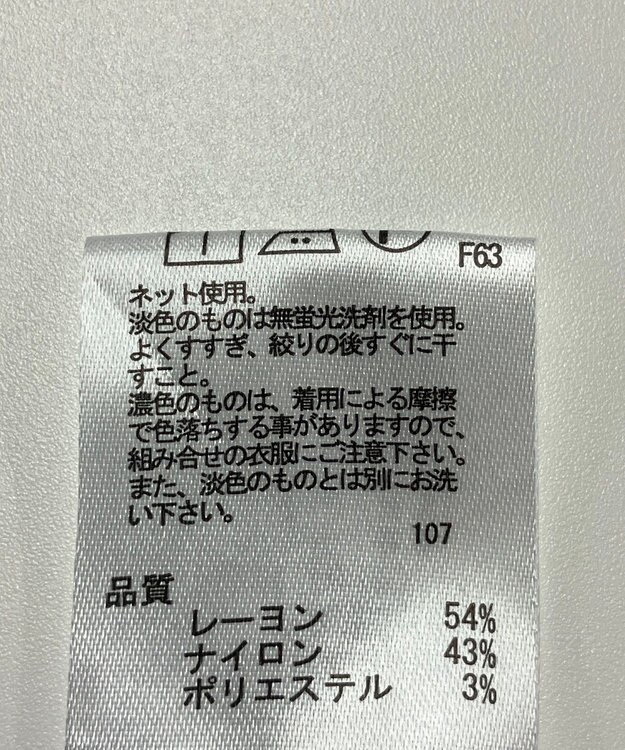 F63
ネット使用。
淡色のものは無蛍光洗剤を使用。
よくすすぎ、絞りの後すぐに干
すこと。
濃色のものは、着用による摩擦
で色落ちする事がありますので、
組み合せの衣服にご注意下さい。
また、淡色のものとは別にお洗
い下さい。
107
品質
レーヨン 54%
ナイロン 43%
ポリエステル 3%